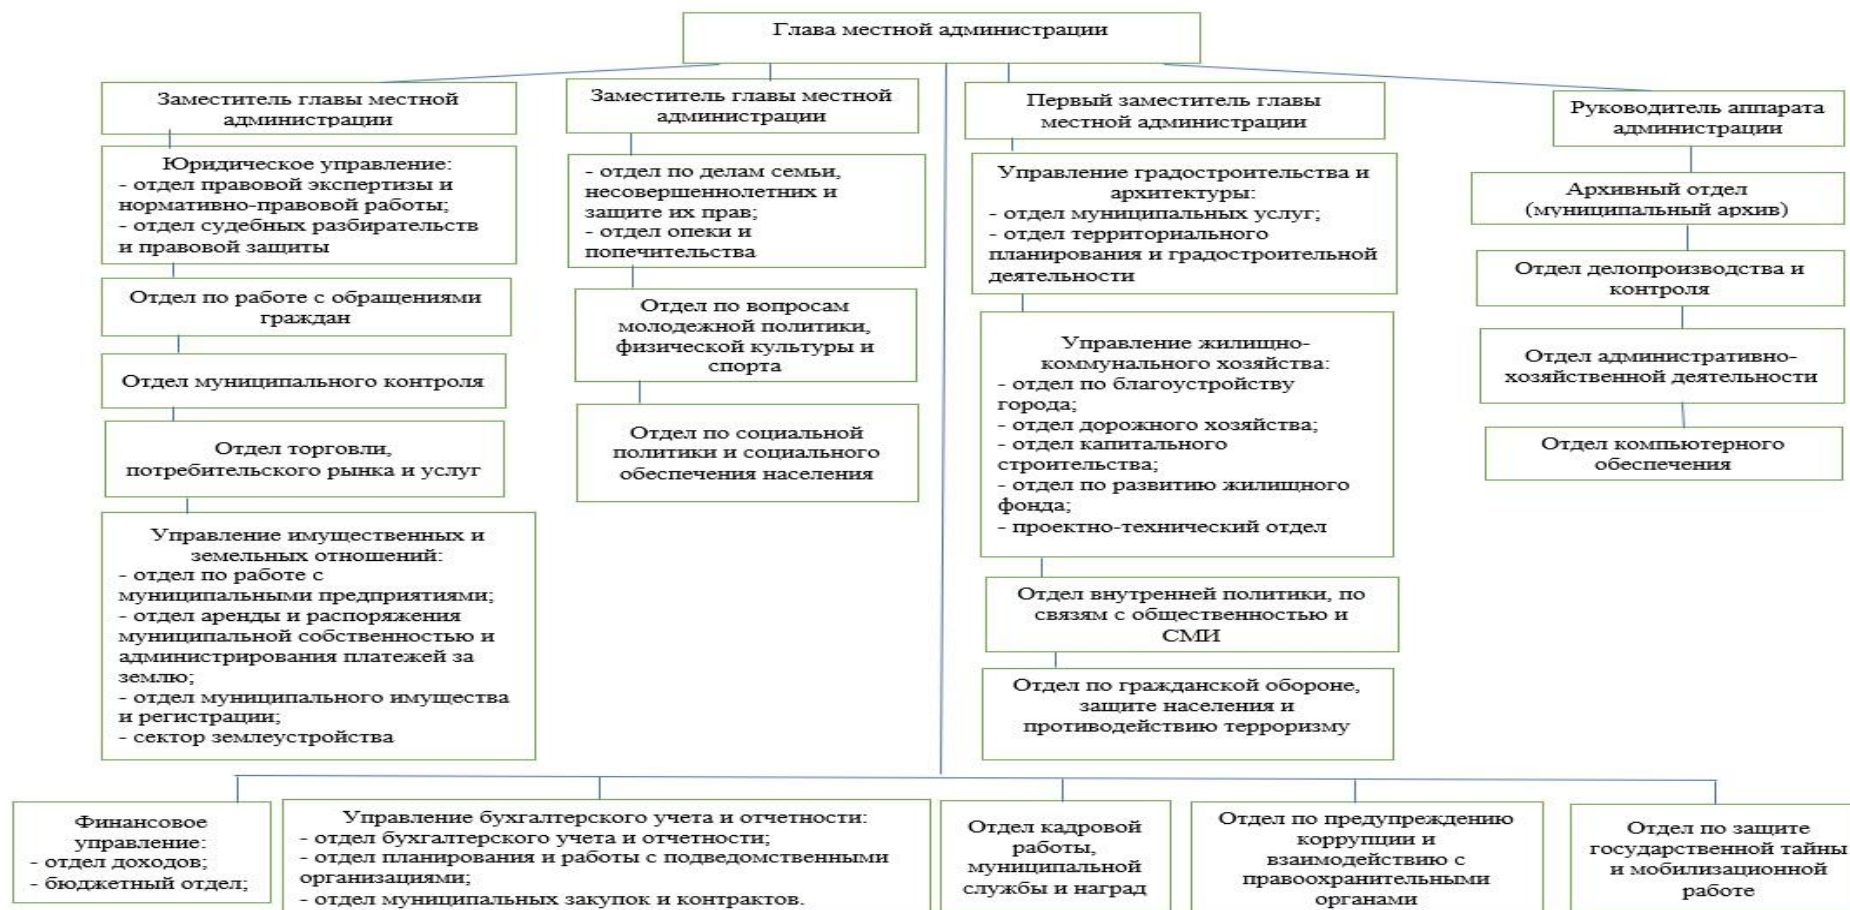 Глава местной администрации
Заместитель главы местной
администрации
Юридическое управление:
- отдел правовой экспертизы и
нормативно-правовой работы;
- отдел судебных разбирательств
и правовой защиты
Отдел по работе с обращениями
граждан
Отдел муниципального контроля
Отдел торговли,
потребительского рынка и услуг
Управление имущественных и
земельных отношений:
- отдел по работе с
муниципальными предприятиями;
- отдел аренды и распоряжения
муниципальной собственностью и
администрирования платежей за
землю;
- отдел муниципального имущества
и регистрации;
- сектор землеустройства
Заместитель главы местной
администрации
- отдел по делам семьи,
несовершеннолетних и
защите их прав;
- отдел опеки и
попечительства
Отдел по вопросам
молодежной политики,
физической культуры и
спорта
Отдел по социальной
политики и социального
обеспечения населения
Первый заместитель главы
местной администрации
Управление градостроительства и
архитектуры:
- отдел муниципальных услуг;
- отдел территориального
планирования и градостроительной
деятельности
Управление жилищно-
коммунального хозяйства:
- отдел по благоустройству
города;
- отдел дорожного хозяйства;
- отдел капитального
строительства;
- отдел по развитию жилищного
фонда;
- проектно-технический отдел
Отдел внутренней политики, по
связям с общественностью и
СМИ
Отдел по гражданской обороне,
защите населения и
противодействию терроризму
Руководитель аппарата
администрации
Архивный отдел
(муниципальный архив)
Отдел делопроизводства и
контроля
Отдел административно-
хозяйственной деятельности
Отдел компьютерного
обеспечения
Финансовое
управление:
- отдел доходов;
- бюджетный отдел;
Управление бухгалтерского учета и отчетности:
- отдел бухгалтерского учета и отчетности;
- отдел планирования и работы с подведомственными
организациями;
- отдел муниципальных закупок и контрактов.
Отдел кадровой
работы,
муниципальной
службы и наград
Отдел по предупреждению
коррупции и
взаимодействию с
правоохранительными
органами
Отдел по защите
государственной тайны
и мобилизационной
работе